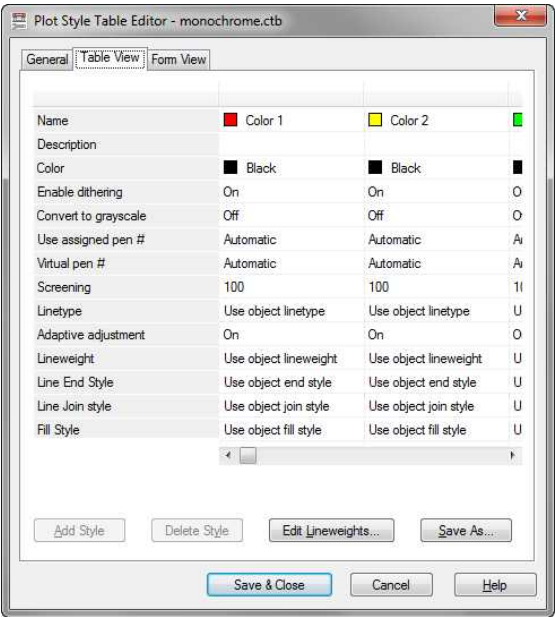 Plot Style Table Editor - monochrome.ctb
General Table View Form View
Name Color 1 Color 2
Description
Color Black Black
Enable dithering On On
Convert to grayscale Off Off
Use assigned pen # Automatic Automatic
Virtual pen # Automatic Automatic
Screening 100 100
Linetype Use object linetype Use object linetype
Adaptive adjustment On On
Lineweight Use object lineweight Use object lineweight
Line End Style Use object end style Use object end style
Line Join style Use object join style Use object join style
Fill Style Use object fill style Use object fill style
Add Style Delete Style Edit Lineweights... Save As...
Save & Close Cancel Help